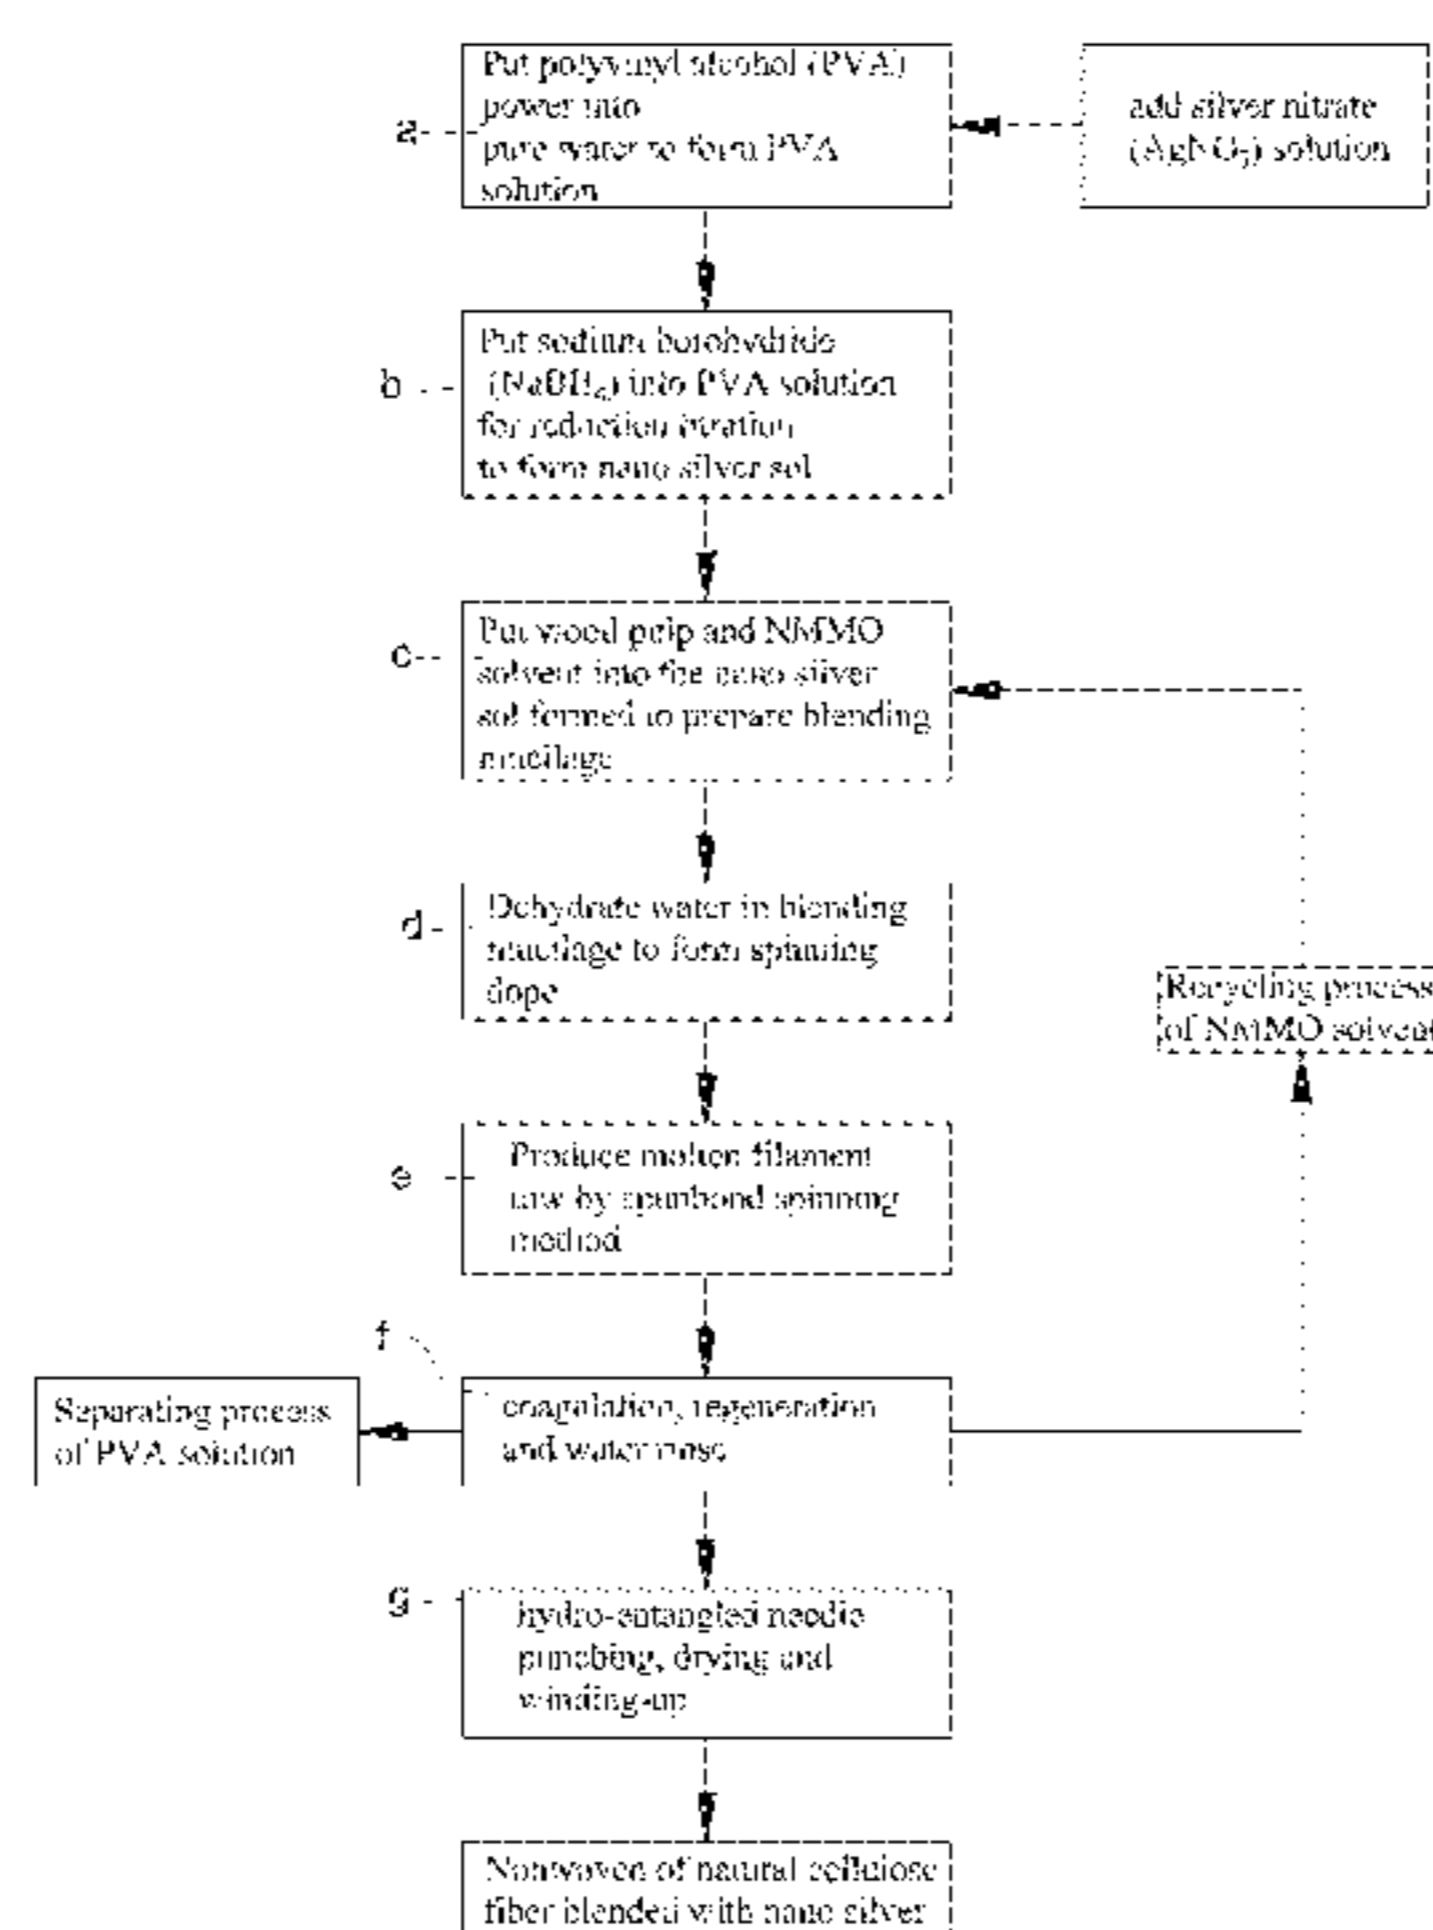 Put polyvinyl alcohol (PVA)
power into
pure water to form PVA
solution
a
add silver nitrate
(AgNO3) solution
b
Put sodium borohydride
(NaBH4) into PVA solution
for reduction titration
to form nano silver sol
c
Put wood pulp and NMMO
solvent into the nano silver
sol formed to prepare blending
mucilage
d
Dehydrate water in blending
mucilage to form spinning
dope
Recycling process
of NMMO solvent
e
Produce molten filament
tow by spunbond spinning
method
f
Separating process
of PVA solution
coagulation, regeneration
and water
g
hydro-entangled needle
punching, drying and
winding-up
Nonwoven of natural cellulose
fiber blended with nano silver